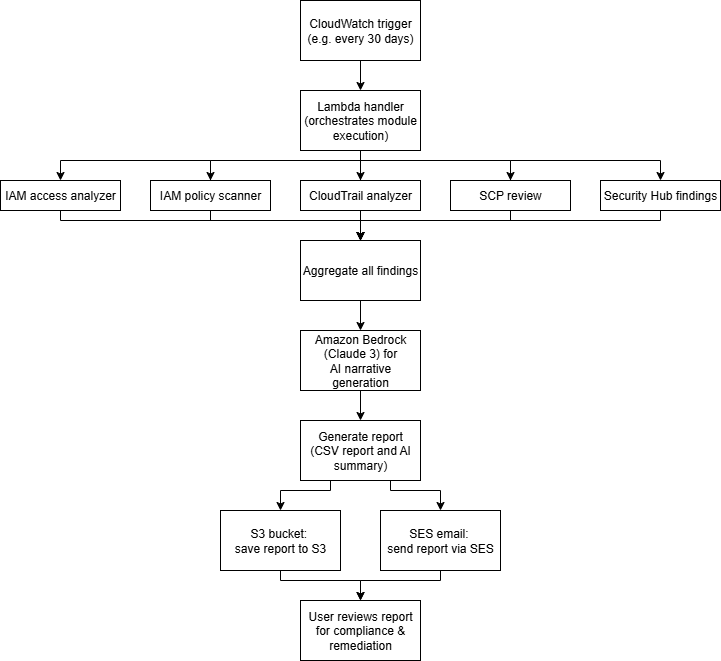 CloudWatch trigger
(e.g. every 30 days)
Lambda handler
(orchestrates module
execution)
IAM access analyzer
IAM policy scanner
CloudTrail analyzer
SCP review
Security Hub findings
Aggregate all findings
Amazon Bedrock
(Claude 3) for
AI narrative
generation
Generate report
(CSV report and AI
summary)
S3 bucket:
save report to S3
SES email:
send report via SES
User reviews report
for compliance &
remediation